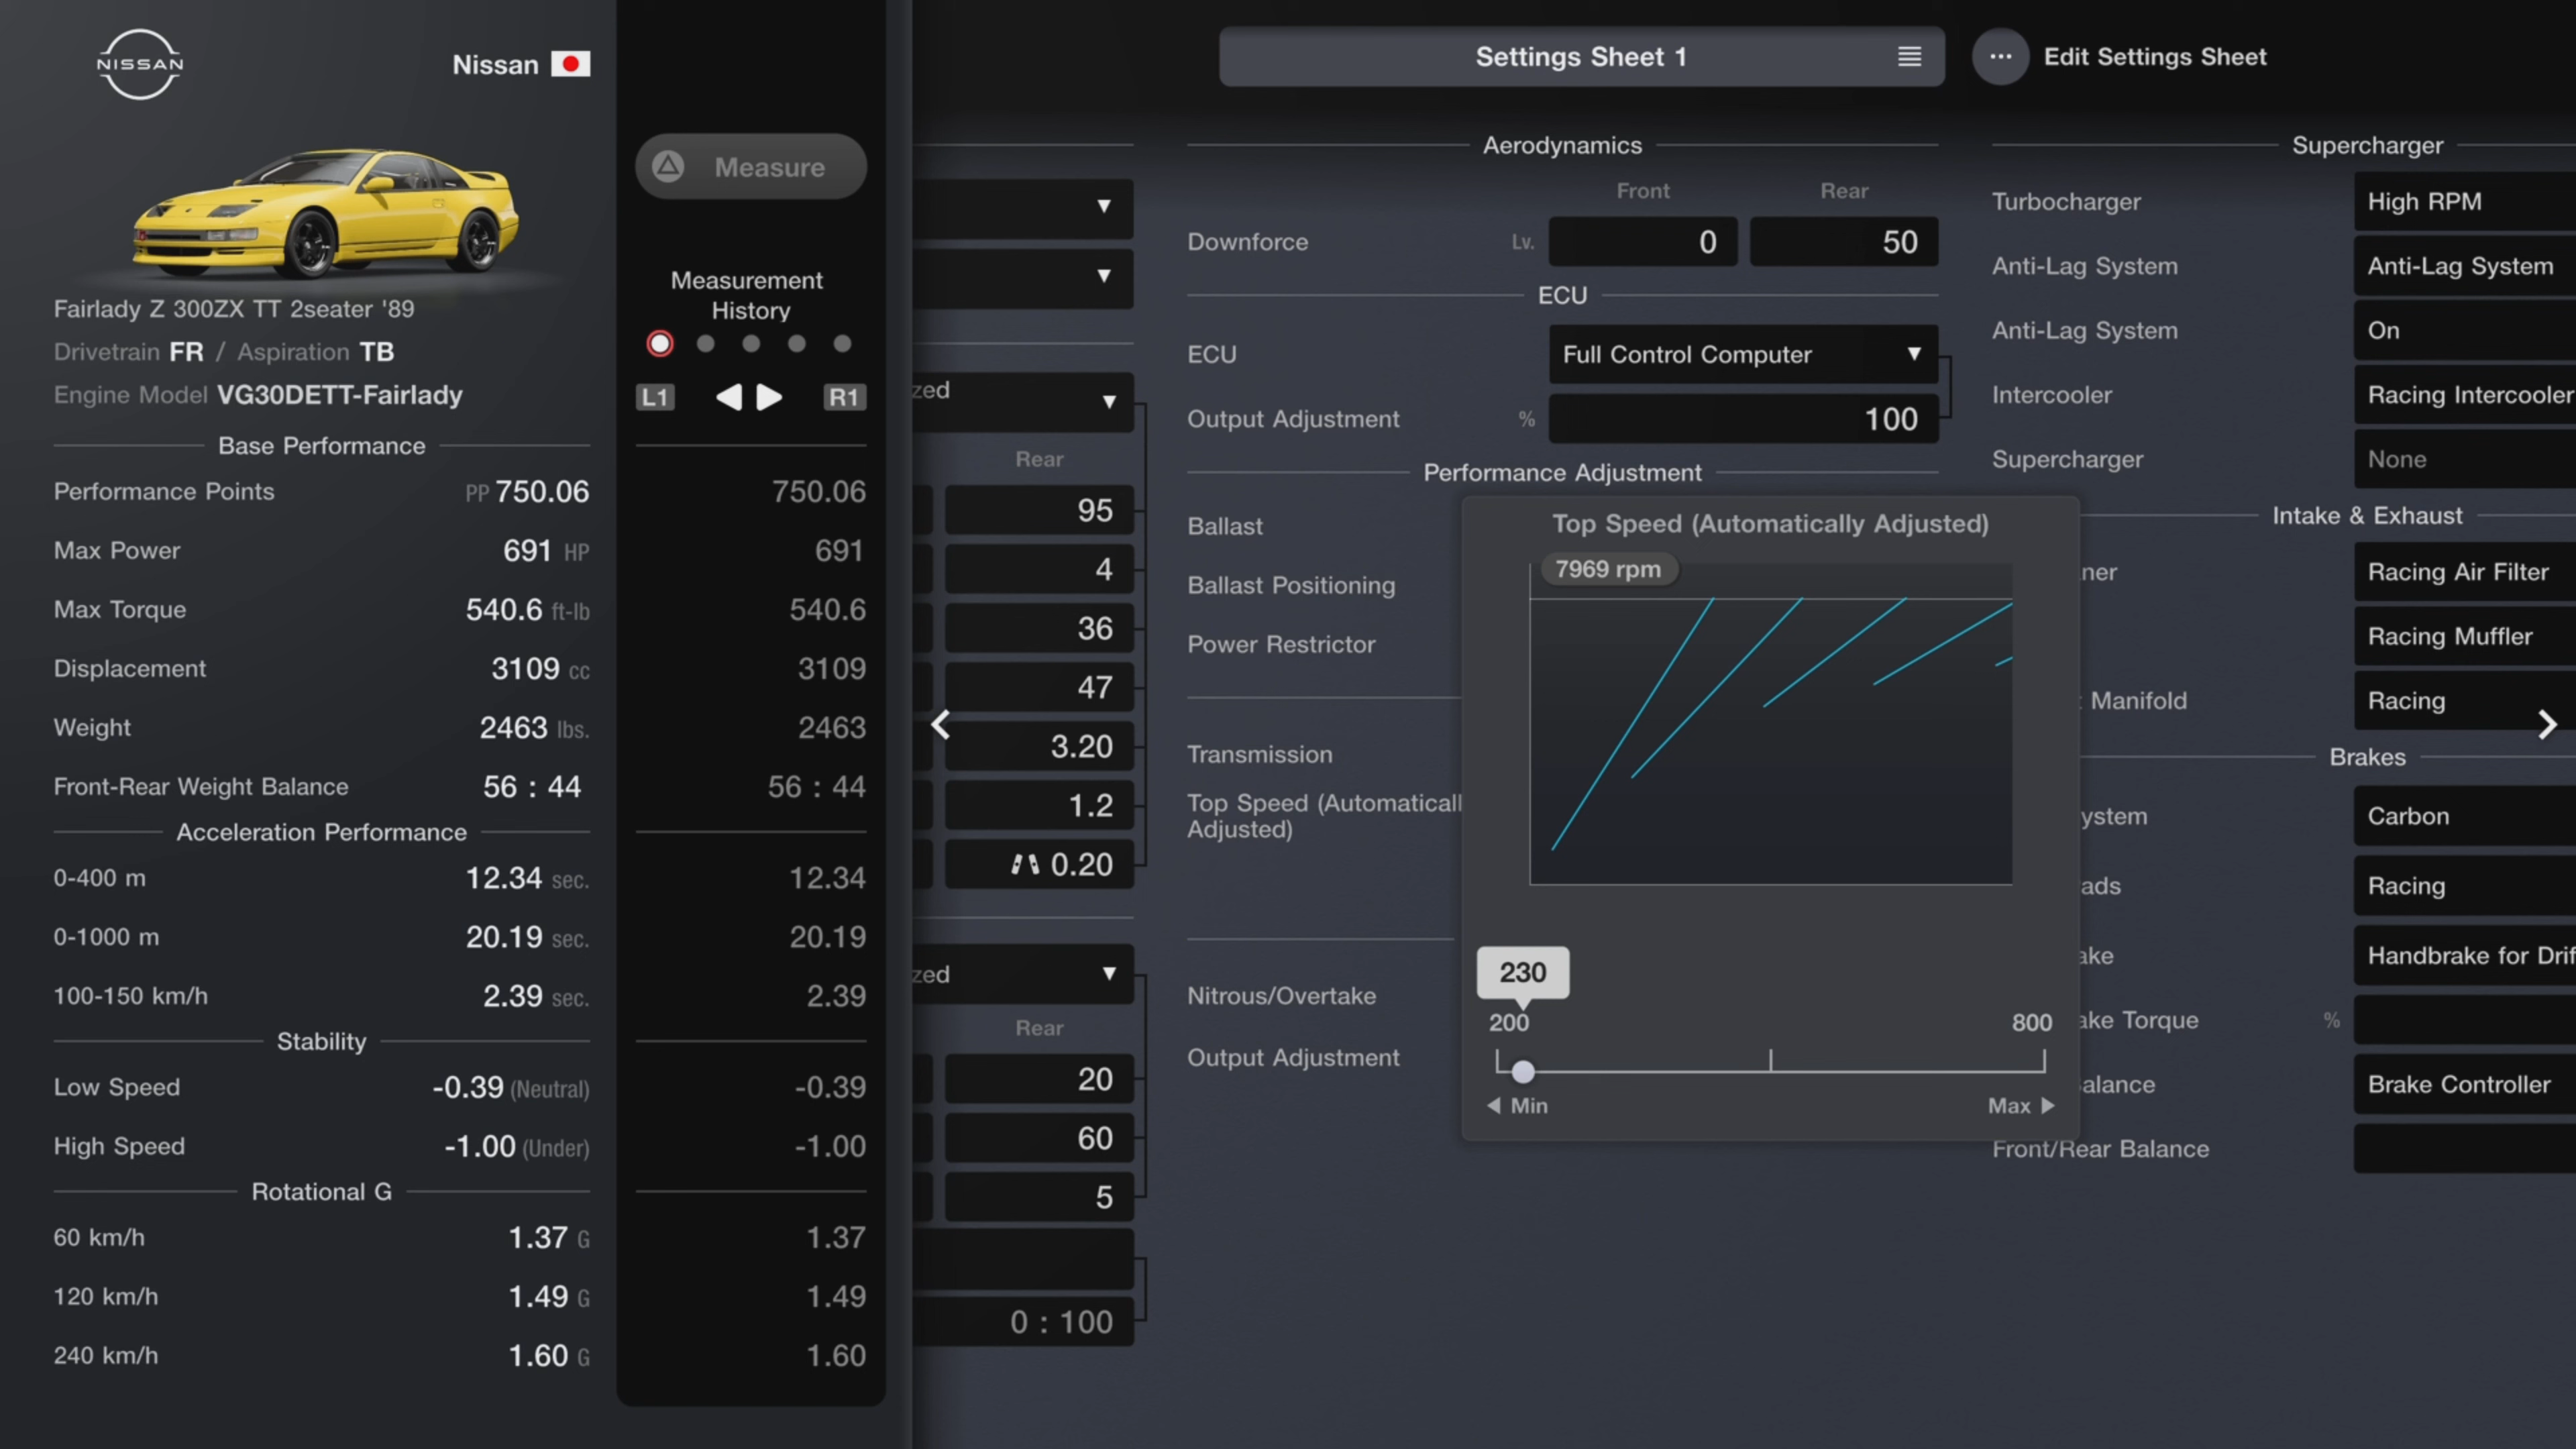 NISSAN
Nissan
Fairlady Z 300ZX TT 2seater '89
Drivetrain FR / Aspiration TB
Engine Model VG30DETT-Fairlady
Base Performance
Performance Points PP 750.06
Max Power 691 HP
Max Torque 540.6 ft-lb
Displacement 3109 cc
Weight 2463 lbs.
Front-Rear Weight Balance 56 : 44
Acceleration Performance
0-400 m 12.34 sec.
0-1000 m 20.19 sec.
100-150 km/h 2.39 sec.
Stability
Low Speed -0.39 (Neutral)
High Speed -1.00 (Under)
Rotational G
60 km/h 1.37 G
120 km/h 1.49 G
240 km/h 1.60 G
Measure
Measurement
History
L1 R1
750.06
691
540.6
3109
2463
56 : 44
12.34
20.19
2.39
-0.39
-1.00
1.37
1.49
1.60
Settings Sheet 1
Edit Settings Sheet
zed
Rear
95
4
36
47
3.20
1.2
0.20
zed
Rear
20
60
5
0 : 100
Aerodynamics
Front Rear
Downforce Lv. 0 50
ECU
ECU Full Control Computer
Output Adjustment % 100
Performance Adjustment
Ballast
Ballast Positioning
Power Restrictor
Transmission
Top Speed (Automaticall
Adjusted)
Nitrous/Overtake
Output Adjustment
Top Speed (Automatically Adjusted)
7969 rpm
230
200 800
Min Max
Supercharger
Turbocharger High RPM
Anti-Lag System Anti-Lag System
Anti-Lag System On
Intercooler Racing Intercooler
Supercharger None
Intake & Exhaust
ner Racing Air Filter
Racing Muffler
Manifold Racing
Brakes
ystem Carbon
ads Racing
ake Handbrake for Drif
ake Torque %
alance Brake Controller
Front/Rear Balance